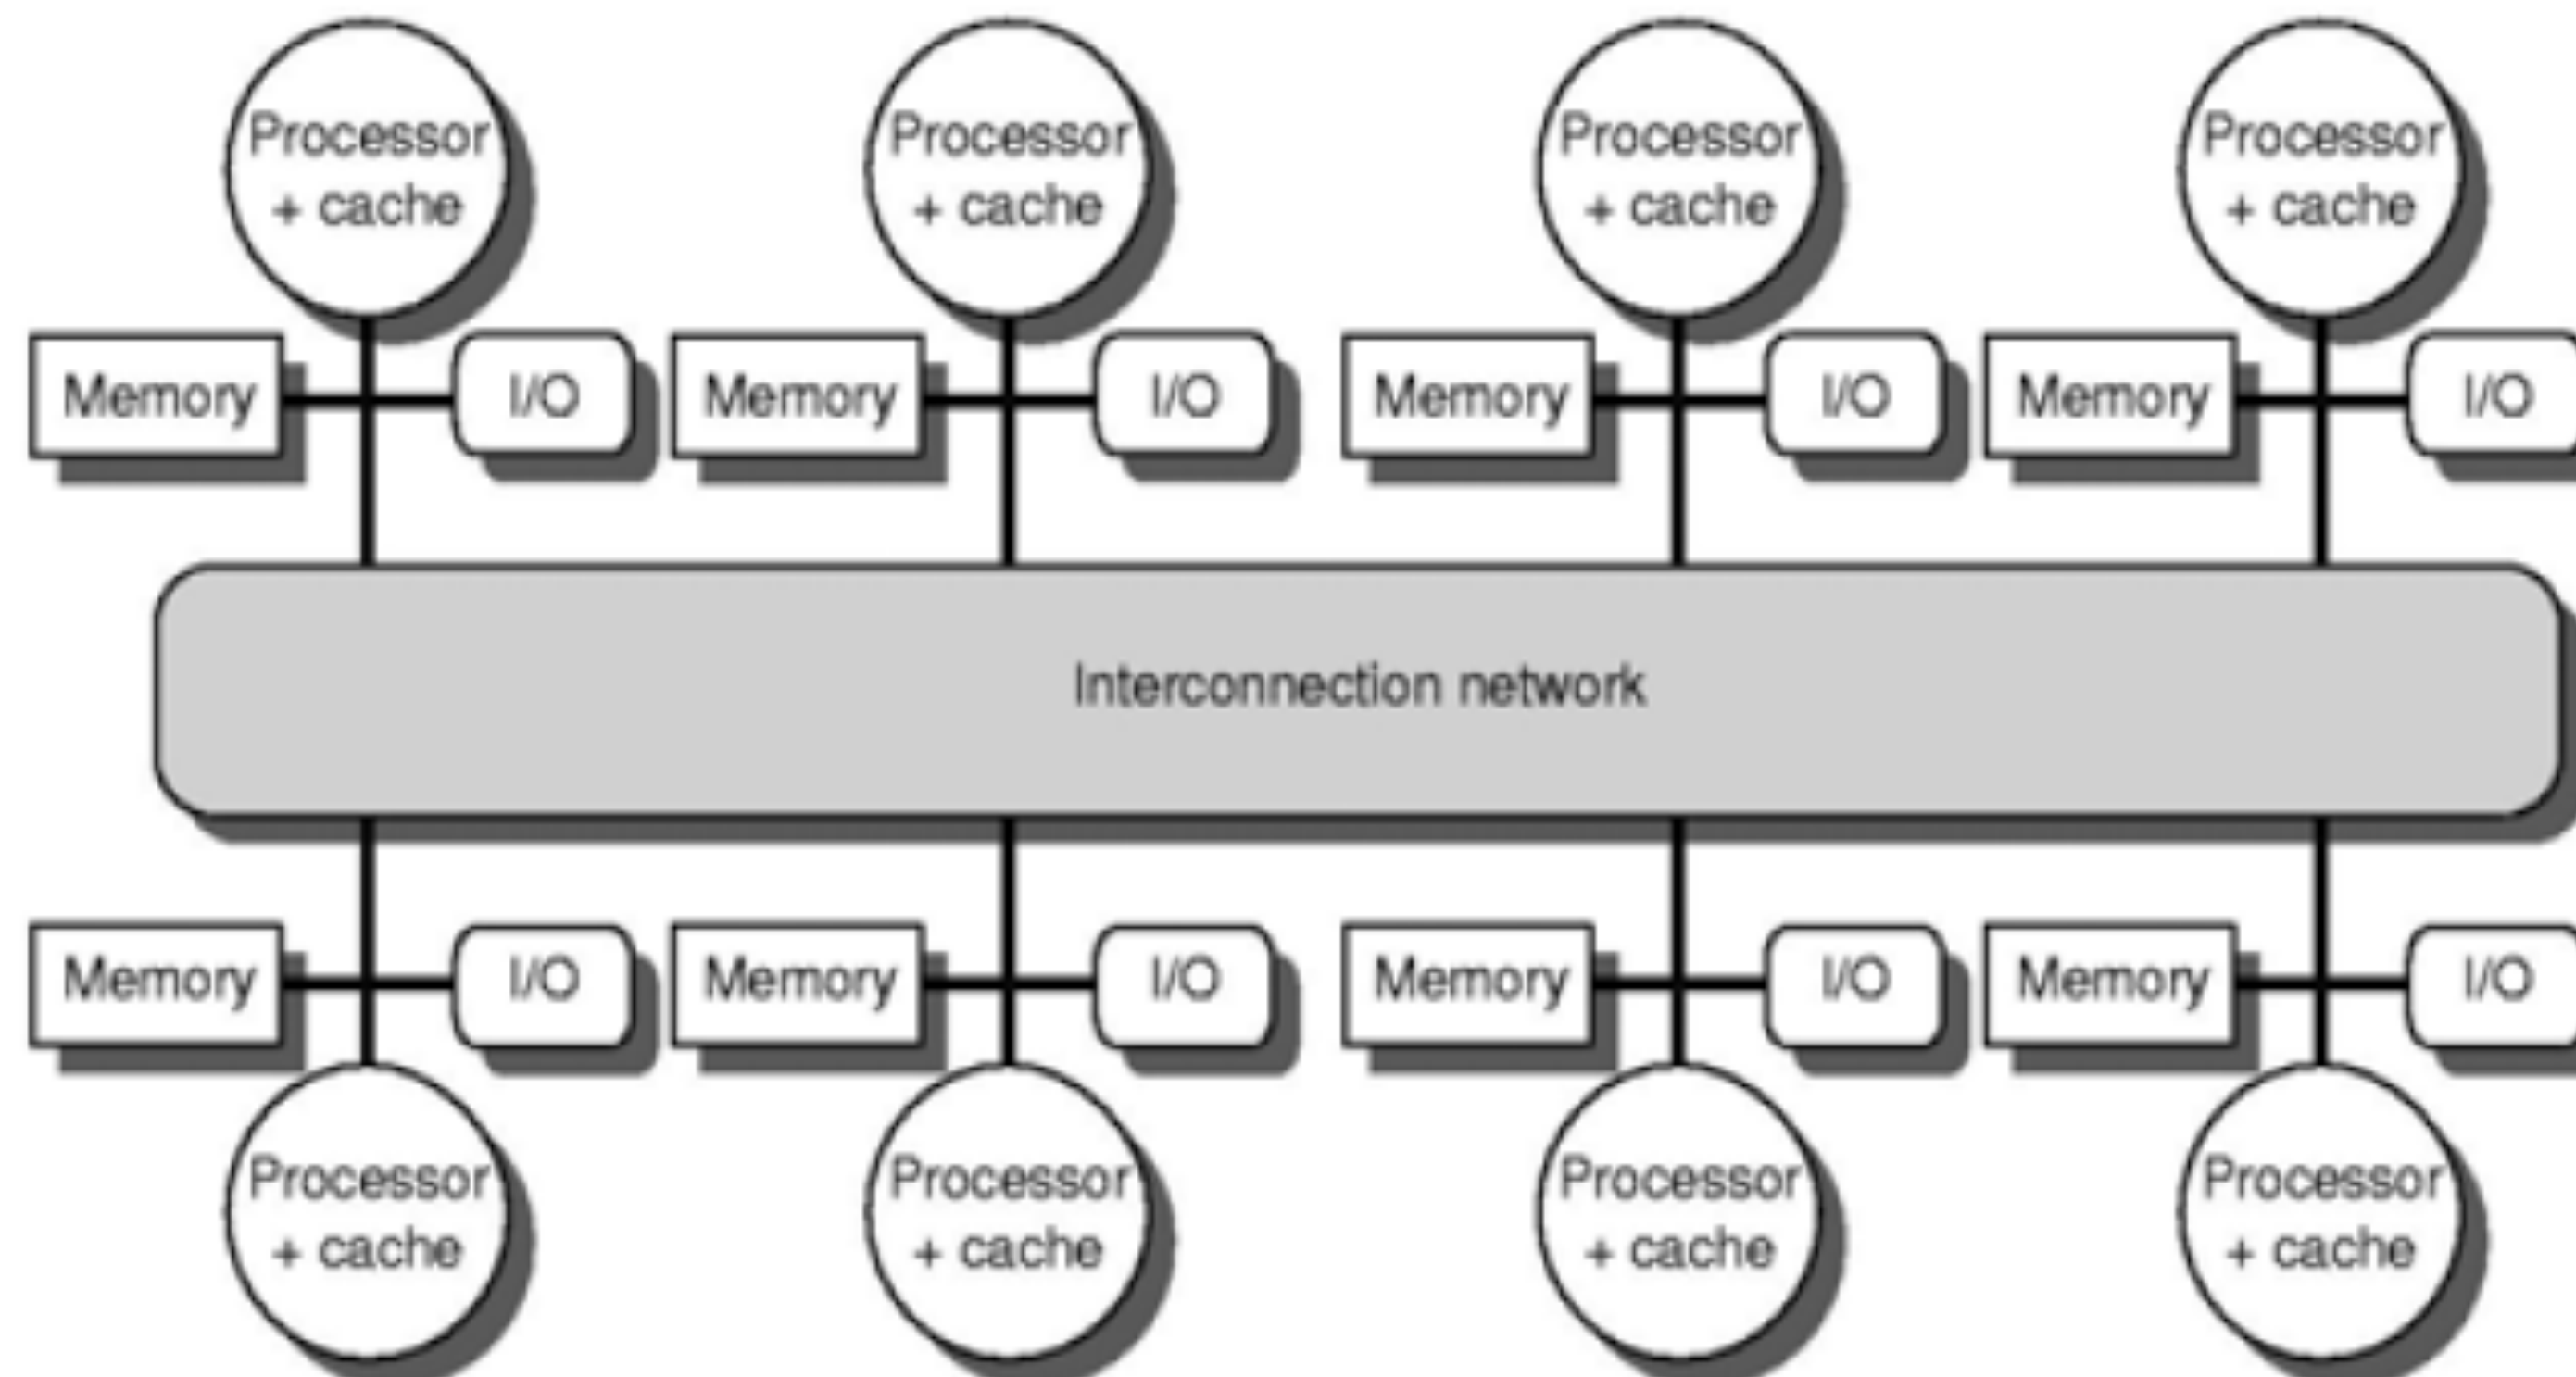 Processor
+ cache
Processor
+ cache
Processor
+ cache
Processor
+ cache
Memory
I/O
Memory
I/O
Memory
I/O
Memory
I/O
Interconnection network
Memory
I/O
Memory
I/O
Memory
I/O
Memory
I/O
Processor
+ cache
Processor
+ cache
Processor
+ cache
Processor
+ cache